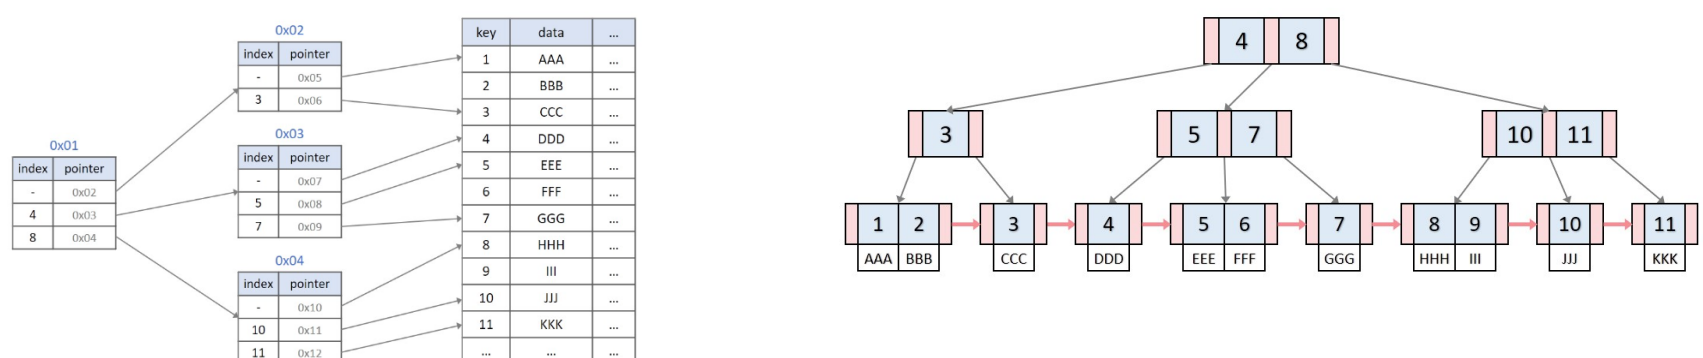 0x01
index pointer
- 0x02
4 0x03
8 0x04
0x02
index pointer
- 0x05
3 0x06
0x03
index pointer
- 0x07
5 0x08
7 0x09
0x04
index pointer
- 0x10
10 0x11
11 0x12
key data ...
1 AAA ...
2 BBB ...
3 CCC ...
4 DDD ...
5 EEE ...
6 FFF ...
7 GGG ...
8 HHH ...
9 III ...
10 JJJ ...
11 KKK ...
... ... ...
4 8
3 5 7 10 11
1 2 3 4 5 6 7 8 9 10 11
AAA BBB CCC DDD EEE FFF GGG HHH III JJJ KKK